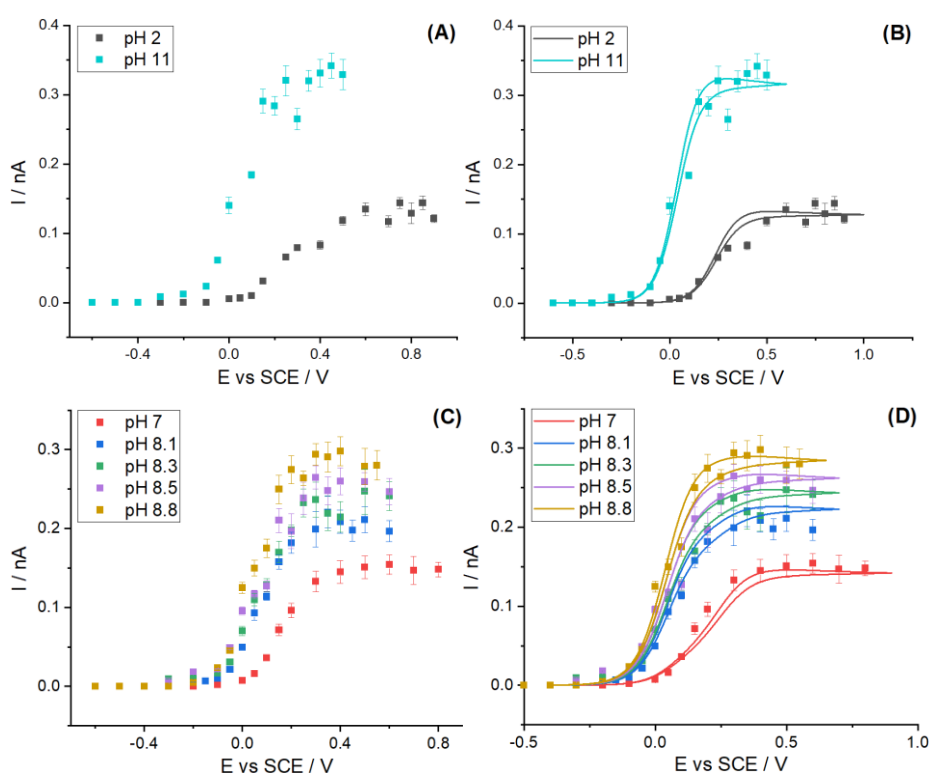 (A)
pH 2
pH 11
0.4
0.3
0.2
0.1
0.0
I / nA
-0.4
0.0
0.4
0.8
E vs SCE / V
(B)
pH 2
pH 11
0.4
0.3
0.2
0.1
0.0
I / nA
-0.5
0.0
0.5
1.0
E vs SCE / V
(C)
pH 7
pH 8.1
pH 8.3
pH 8.5
pH 8.8
0.3
0.2
0.1
0.0
I / nA
-0.4
0.0
0.4
0.8
E vs SCE / V
(D)
pH 7
pH 8.1
pH 8.3
pH 8.5
pH 8.8
0.3
0.2
0.1
0.0
I / nA
-0.5
0.0
0.5
1.0
E vs SCE / V